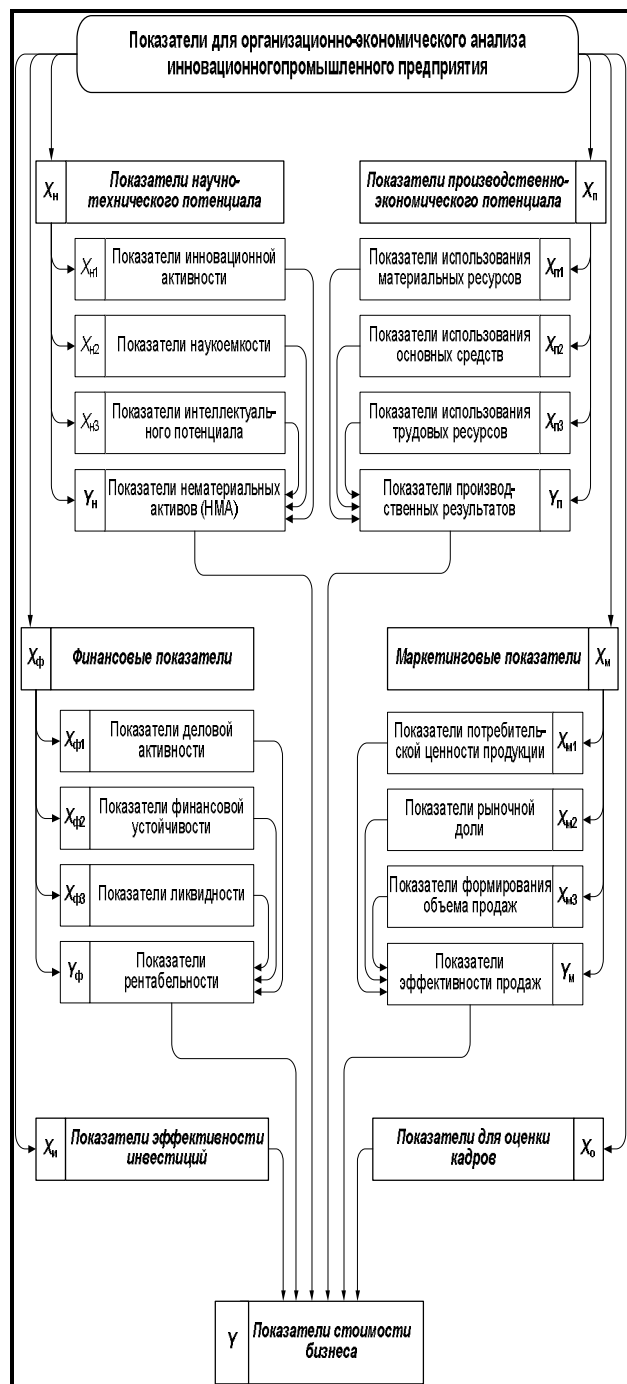 Показатели для организационно-экономического анализа
инновационногопромышленного предприятия
Xн
Показатели научно-
технического потенциала
Xн1
Показатели инновационной
активности
Xн2
Показатели наукоемкости
Xн3
Показатели интеллектуаль-
ного потенциала
Yн
Показатели нематериальных
активов (НМА)
Показатели производственно-
экономического потенциала
Xп
Показатели использования
материальных ресурсов
Xп1
Показатели использования
основных средств
Xп2
Показатели использования
трудовых ресурсов
Xп3
Показатели производ-
ственных результатов
Yп
Xф
Финансовые показатели
Xф1
Показатели деловой
активности
Xф2
Показатели финансовой
устойчивости
Xф3
Показатели ликвидности
Yф
Показатели
рентабельности
Маркетинговые показатели
Xм
Показатели потребитель-
ской ценности продукции
Xм1
Показатели рыночной
доли
Xм2
Показатели формирования
объема продаж
Xм3
Показатели
эффективности продаж
Yм
Xи
Показатели эффективности
инвестиций
Показатели для оценки
кадров
Xо
Y
Показатели стоимости
бизнеса